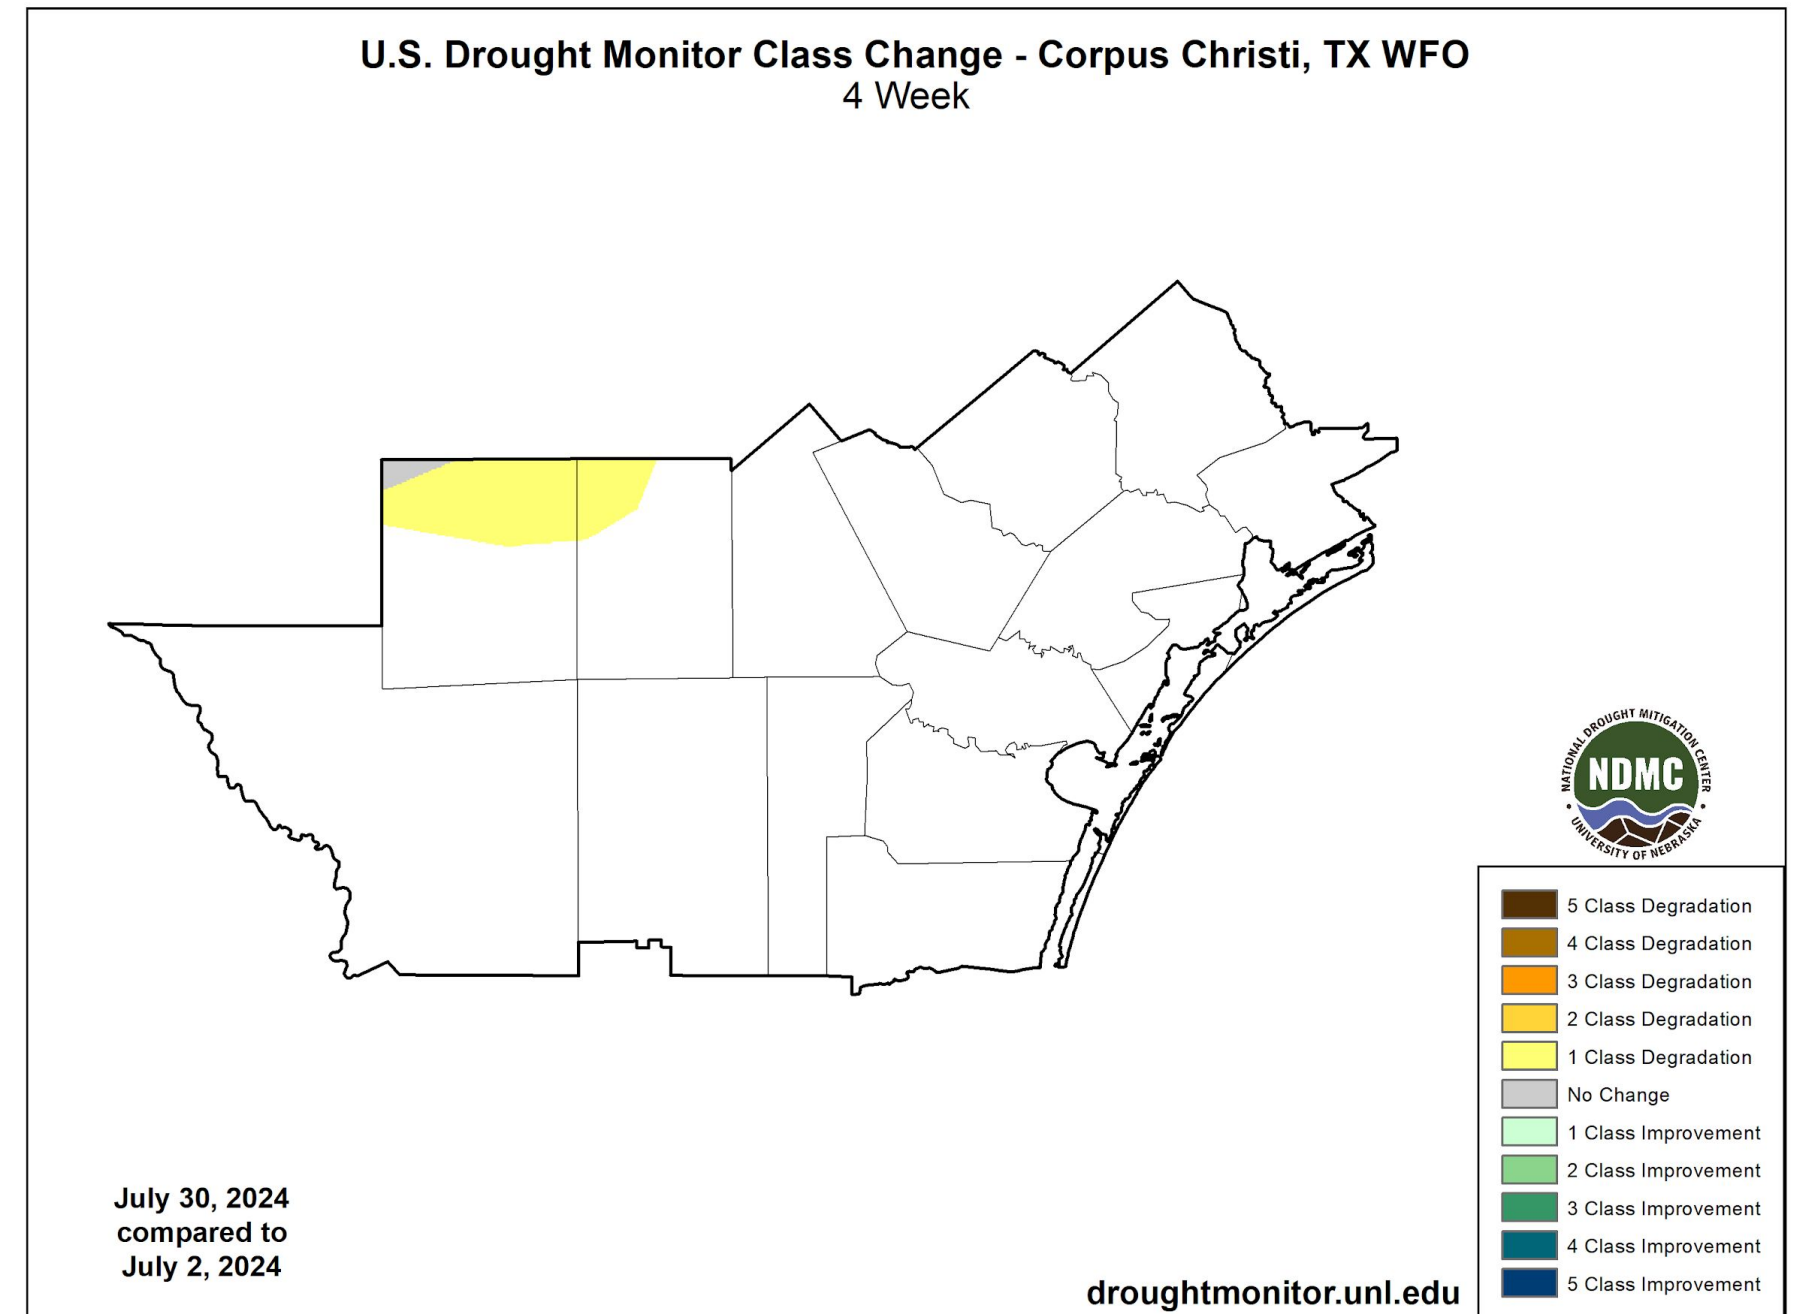 U.S. Drought Monitor Class Change - Corpus Christi, TX WFO
4 Week
NATIONAL DROUGHT MITIGATION CENTER
NDMC
UNIVERSITY OF NEBRASKA
5 Class Degradation
4 Class Degradation
3 Class Degradation
2 Class Degradation
1 Class Degradation
No Change
1 Class Improvement
2 Class Improvement
3 Class Improvement
4 Class Improvement
5 Class Improvement
July 30, 2024
compared to
July 2, 2024
droughtmonitor.unl.edu